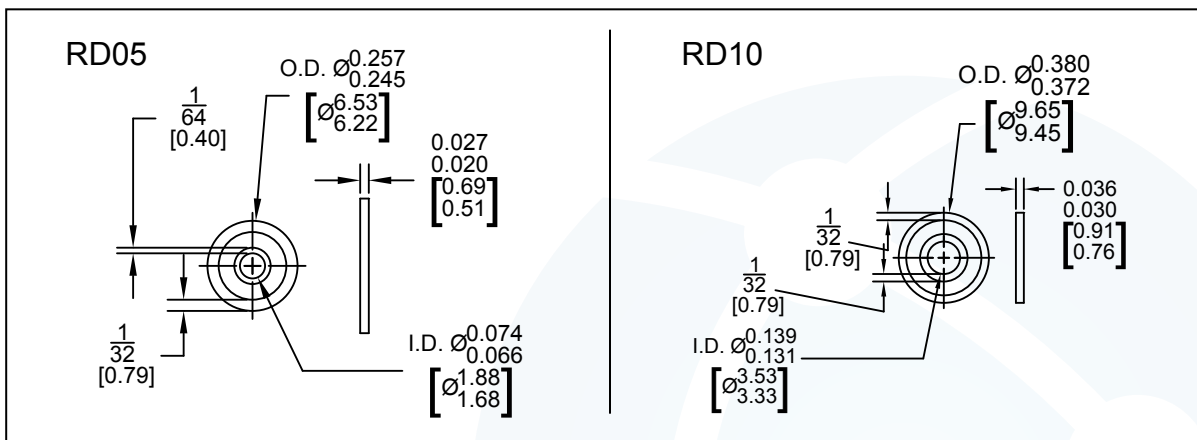 RD05
O.D. Ø0.257
0.245
[Ø6.53
6.22]
1
64
[0.40]
0.027
0.020
[0.69
0.51]
1
32
[0.79]
I.D. Ø0.074
0.066
[Ø1.88
1.68]
RD10
O.D. Ø0.380
0.372
[Ø9.65
9.45]
0.036
0.030
[0.91
0.76]
1
32
[0.79]
1
32
[0.79]
I.D. Ø0.139
0.131
[Ø3.53
3.33]